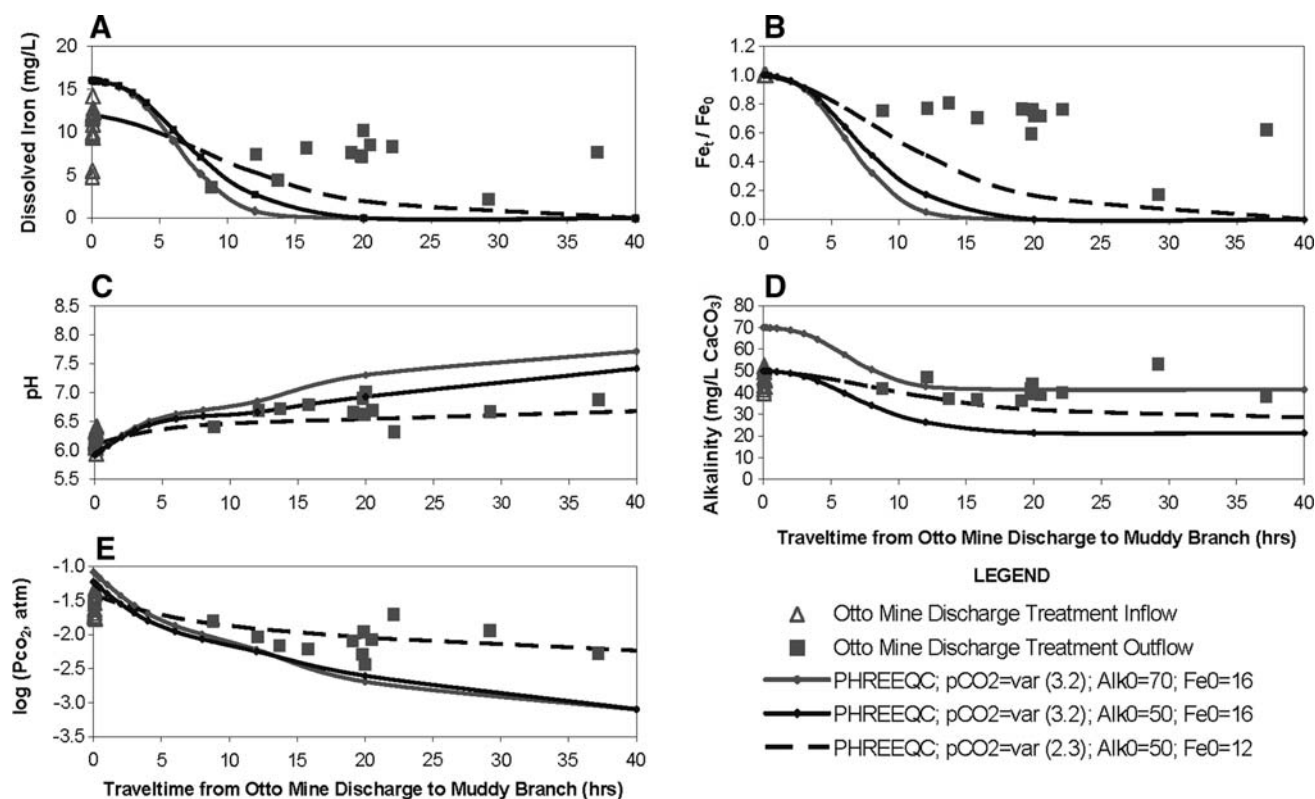 A
Dissolved Iron (mg/L)
20
15
10
5
0
0 5 10 15 20 25 30 35 40
B
Fet / Fe0
1.2
1.0
0.8
0.6
0.4
0.2
0.0
0 5 10 15 20 25 30 35 40
C
pH
8.5
8.0
7.5
7.0
6.5
6.0
5.5
0 5 10 15 20 25 30 35 40
D
Alkalinity (mg/L CaCO3)
80
70
60
50
40
30
20
10
0
0 5 10 15 20 25 30 35 40
Traveltime from Otto Mine Discharge to Muddy Branch (hrs)
E
log (Pco2, atm)
-1.0
-1.5
-2.0
-2.5
-3.0
-3.5
0 5 10 15 20 25 30 35 40
Traveltime from Otto Mine Discharge to Muddy Branch (hrs)
LEGEND
Otto Mine Discharge Treatment Inflow
Otto Mine Discharge Treatment Outflow
PHREEQC; pCO2=var (3.2); Alk0=70; Fe0=16
PHREEQC; pCO2=var (3.2); Alk0=50; Fe0=16
PHREEQC; pCO2=var (2.3); Alk0=50; Fe0=12